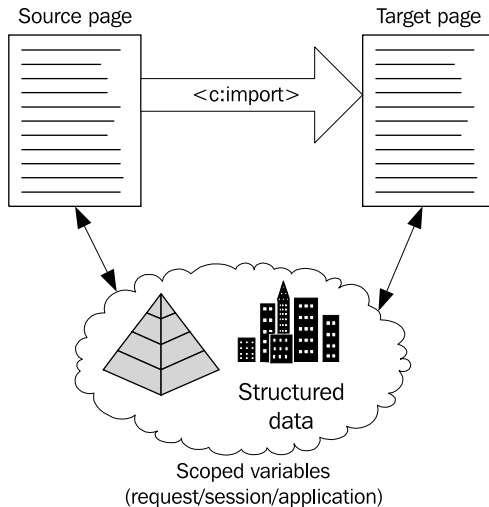 Source page
Target page
<c:import>
Structured
data
Scoped variables
(request/session/application)